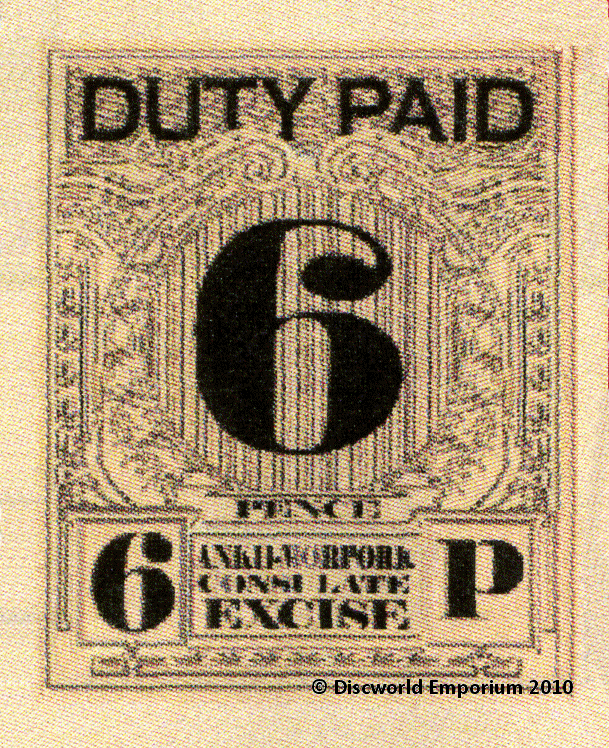 DUTY PAID
6
PENCE
6
ANKH-MORPORK
CONSULATE
EXCISE
P
© Discworld Emporium 2010